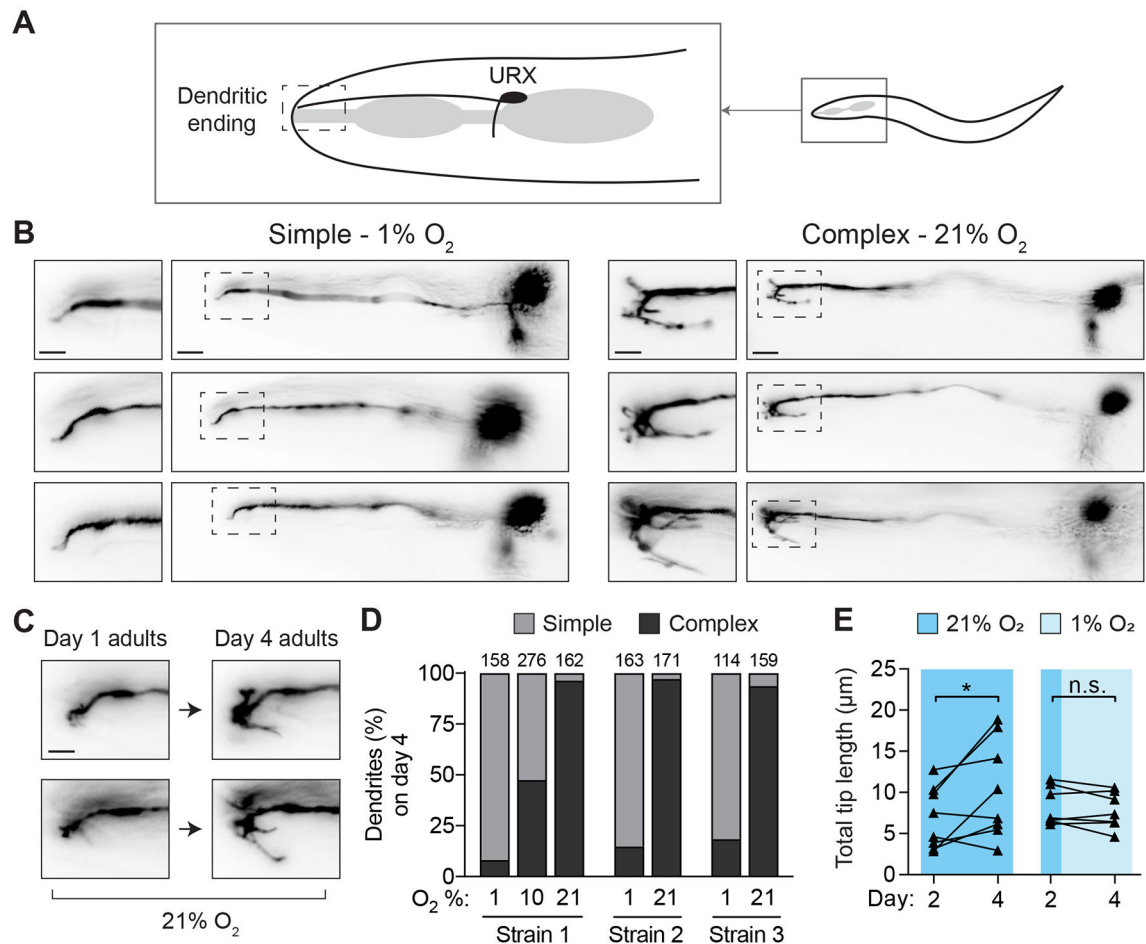 A
URX
Dendritic
ending
B
Simple - 1% O₂
Complex - 21% O₂
C
Day 1 adults
Day 4 adults
21% O₂
D
Simple
Complex
158 276 162 163 171 114 159
Dendrites (%)
on day 4
100
75
50
25
0
O₂ %: 1 10 21 1 21 1 21
Strain 1 Strain 2 Strain 3
E
21% O₂
1% O₂
Total tip length (µm)
25
20
15
10
5
0
*
n.s.
Day: 2 4 2 4